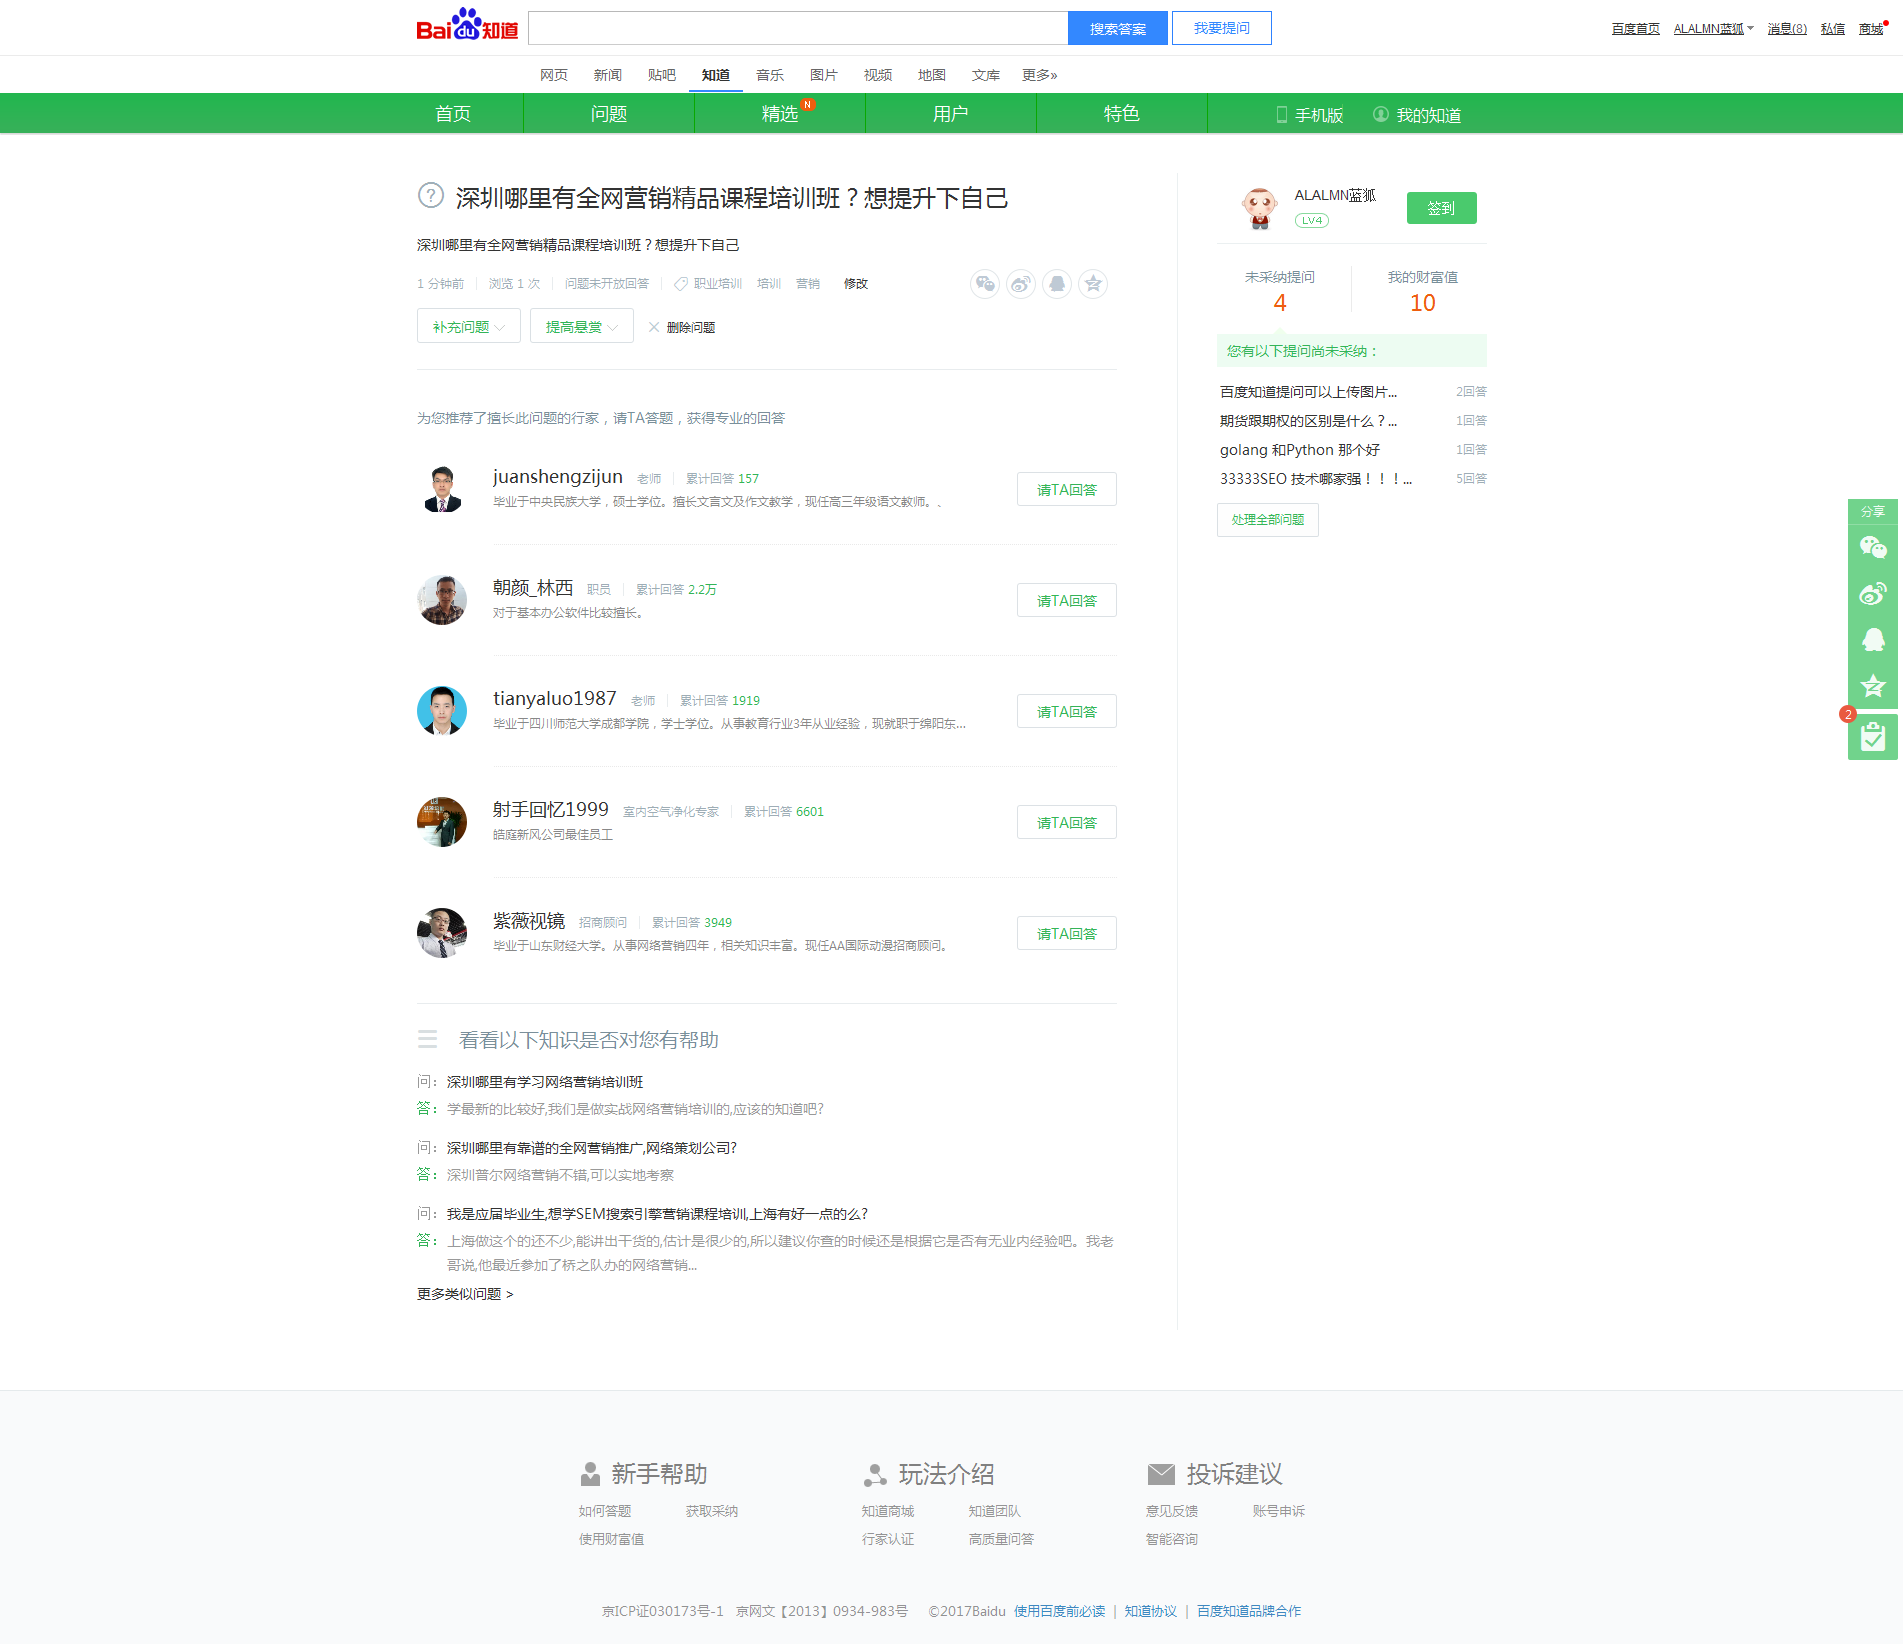 Bai du 知道
搜索答案
我要提问
百度首页 ALALMN蓝狐 消息(8) 私信 商城
网页 新闻 贴吧 知道 音乐 图片 视频 地图 文库 更多»
首页 问题 精选 N 用户 特色 手机版 我的知道
深圳哪里有全网营销精品课程培训班？想提升下自己
深圳哪里有全网营销精品课程培训班？想提升下自己
1 分钟前 浏览 1 次 问题未开放回答 职业培训 培训 营销 修改
补充问题 提高悬赏 删除问题
为您推荐了擅长此问题的行家，请TA答题，获得专业的回答
juanshengzijun 老师 累计回答 157
毕业于中央民族大学，硕士学位。擅长文言文及作文教学，现任高三年级语文教师。、
请TA回答
朝颜_林西 职员 累计回答 2.2万
对于基本办公软件比较擅长。
请TA回答
tianyaluo1987 老师 累计回答 1919
毕业于四川师范大学成都学院，学士学位。从事教育行业3年从业经验，现就职于绵阳东...
请TA回答
射手回忆1999 室内空气净化专家 累计回答 6601
皓庭新风公司最佳员工
请TA回答
紫薇视镜 招商顾问 累计回答 3949
毕业于山东财经大学。从事网络营销四年，相关知识丰富。现任AA国际动漫招商顾问。
请TA回答
看看以下知识是否对您有帮助
问： 深圳哪里有学习网络营销培训班
答： 学最新的比较好,我们是做实战网络营销培训的,应该的知道吧?
问： 深圳哪里有靠谱的全网营销推广,网络策划公司?
答： 深圳普尔网络营销不错,可以实地考察
问： 我是应届毕业生,想学SEM搜索引擎营销课程培训,上海有好一点的么?
答： 上海做这个的还不少,能讲出干货的,估计是很少的,所以建议你查的时候还是根据它是否有无业内经验吧。我老
哥说,他最近参加了桥之队办的网络营销...
更多类似问题 >
ALALMN蓝狐
LV4
签到
未采纳提问 我的财富值
4 10
您有以下提问尚未采纳：
百度知道提问可以上传图片... 2回答
期货跟期权的区别是什么？... 1回答
golang 和Python 那个好 1回答
33333SEO 技术哪家强！！！... 5回答
处理全部问题
分享
2
新手帮助 玩法介绍 投诉建议
如何答题 获取采纳 知道商城 知道团队 意见反馈 账号申诉
使用财富值 行家认证 高质量问答 智能咨询
京ICP证030173号-1 京网文【2013】0934-983号 ©2017Baidu 使用百度前必读 | 知道协议 | 百度知道品牌合作